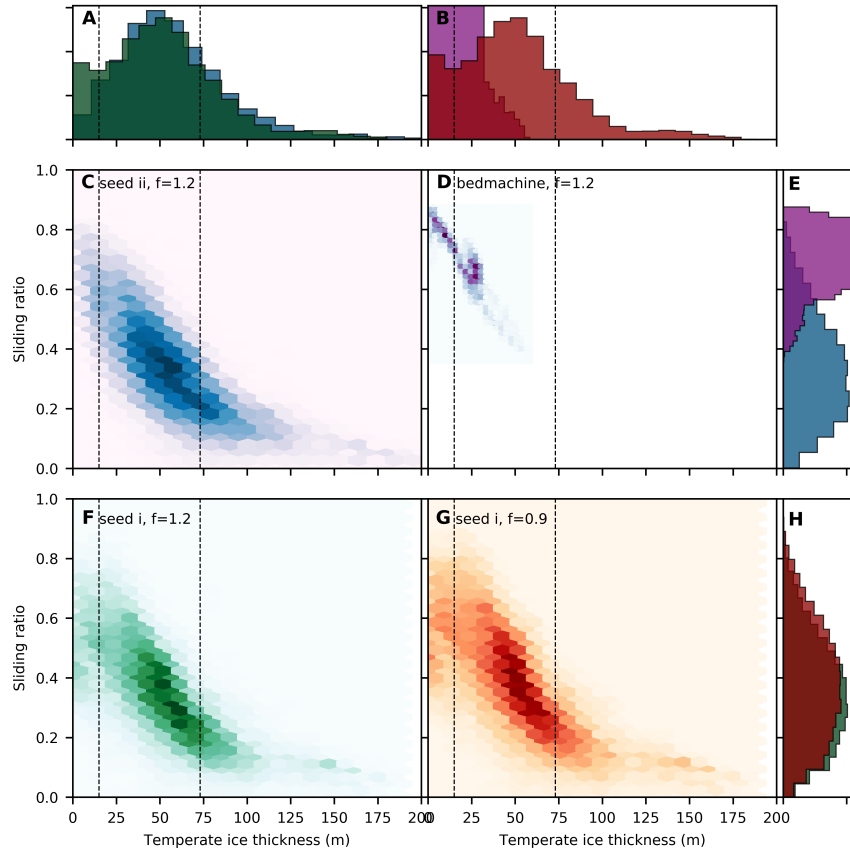 A
B
1.0
C seed ii, f=1.2
D bedmachine, f=1.2
E
0.8
0.6
0.4
0.2
0.0
Sliding ratio
1.0
F seed i, f=1.2
G seed i, f=0.9
H
0.8
0.6
0.4
0.2
0.0
Sliding ratio
0 25 50 75 100 125 150 175 200
0 25 50 75 100 125 150 175 200
Temperate ice thickness (m)
Temperate ice thickness (m)